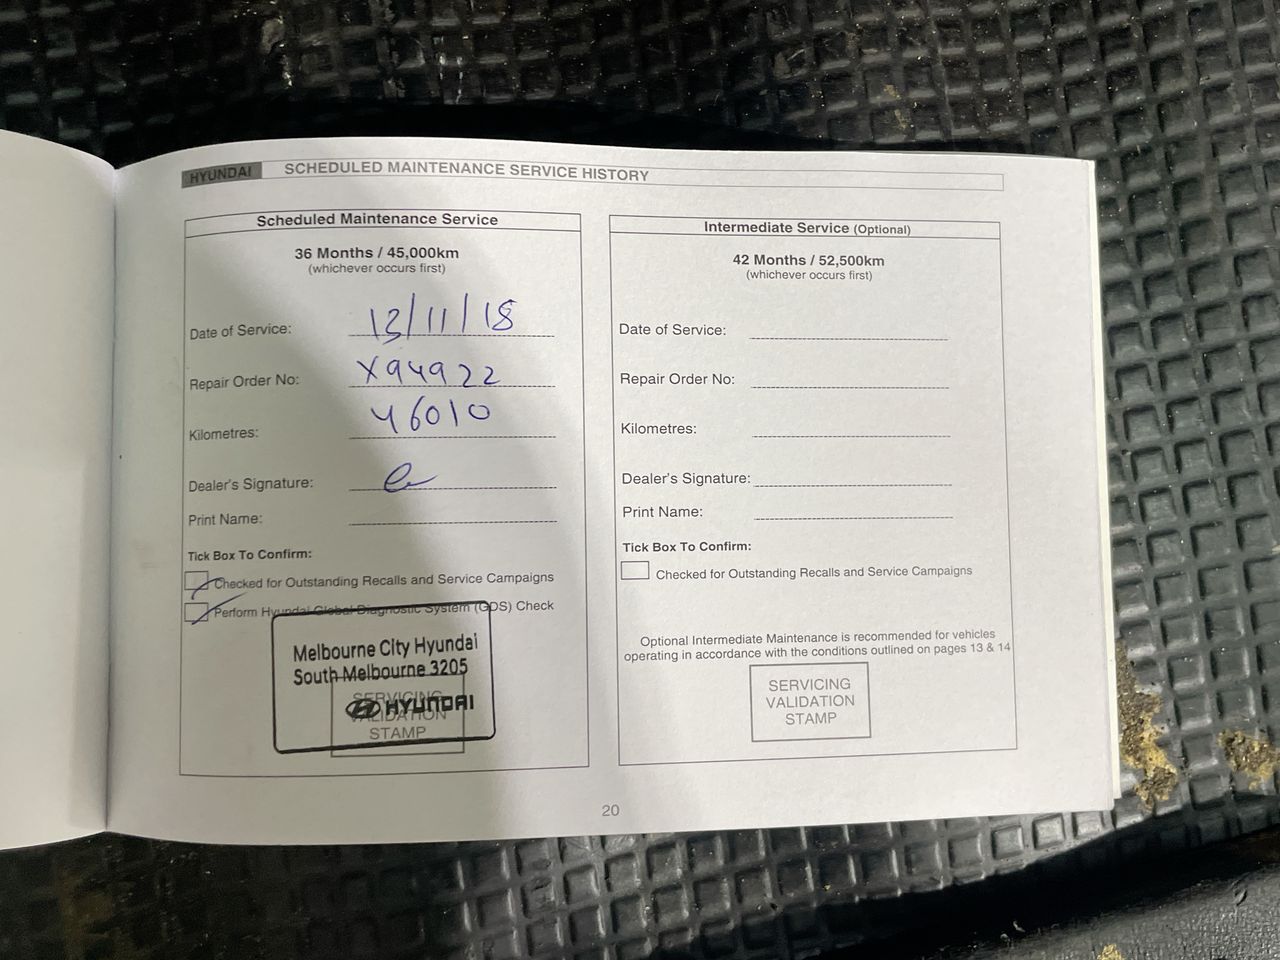 HYUNDAI SCHEDULED MAINTENANCE SERVICE HISTORY
Scheduled Maintenance Service
36 Months / 45,000km
(whichever occurs first)
Date of Service: 13/11/18
Repair Order No: X94922
Kilometres: 46010
Dealer's Signature:
Print Name:
Tick Box To Confirm:
Checked for Outstanding Recalls and Service Campaigns
Perform Hyundai Global Diagnostic System (GDS) Check
Melbourne City Hyundai
South Melbourne 3205
HYUNDAI
SERVICING
VALIDATION
STAMP
Intermediate Service (Optional)
42 Months / 52,500km
(whichever occurs first)
Date of Service:
Repair Order No:
Kilometres:
Dealer's Signature:
Print Name:
Tick Box To Confirm:
Checked for Outstanding Recalls and Service Campaigns
Optional Intermediate Maintenance is recommended for vehicles
operating in accordance with the conditions outlined on pages 13 & 14
SERVICING
VALIDATION
STAMP
20